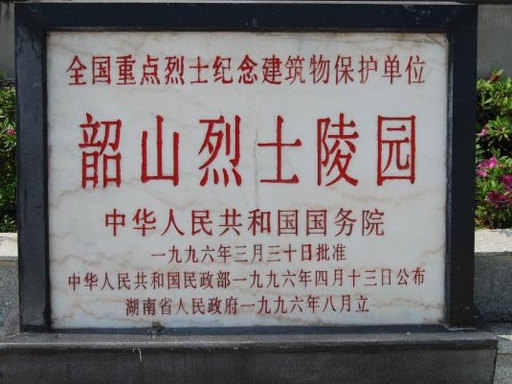 全国重点烈士纪念建筑物保护单位
韶山烈士陵园
中华人民共和国国务院
一九九六年三月三十日批准
中华人民共和国民政部一九九六年四月十三日公布
湖南省人民政府一九九六年八月立